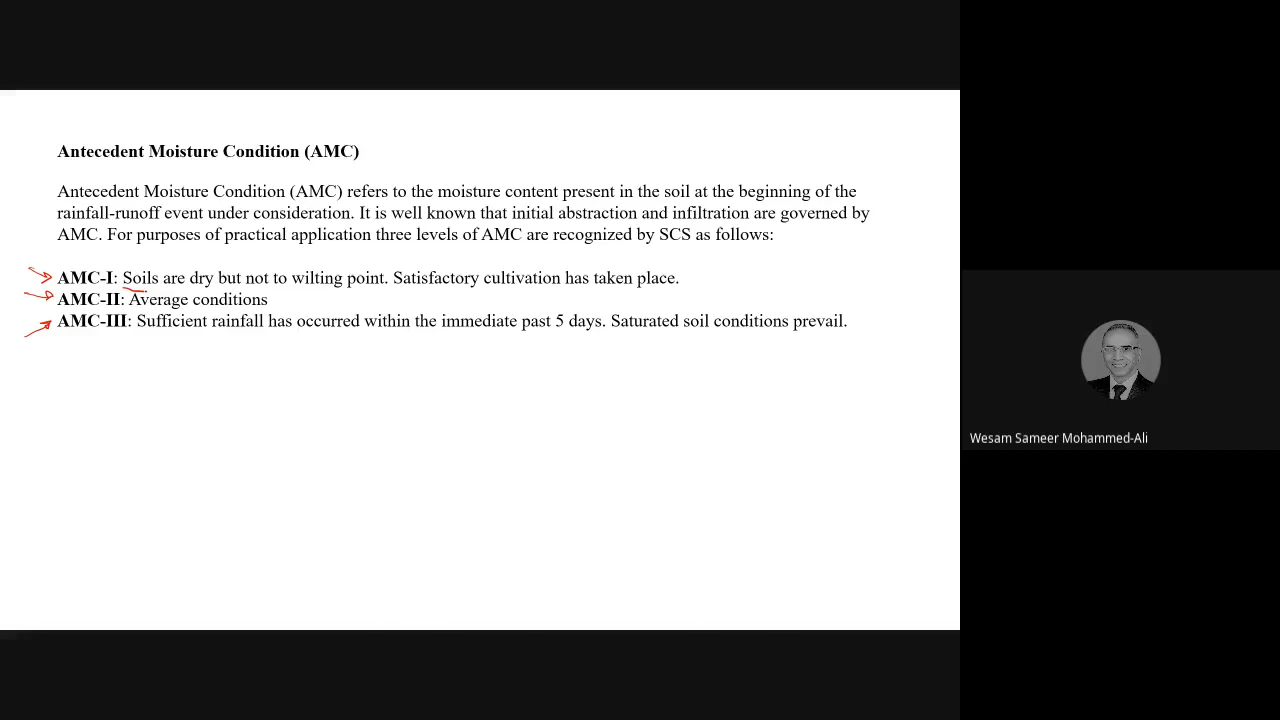 Antecedent Moisture Condition (AMC)
Antecedent Moisture Condition (AMC) refers to the moisture content present in the soil at the beginning of the
rainfall-runoff event under consideration. It is well known that initial abstraction and infiltration are governed by
AMC. For purposes of practical application three levels of AMC are recognized by SCS as follows:
AMC-I: Soils are dry but not to wilting point. Satisfactory cultivation has taken place.
AMC-II: Average conditions
AMC-III: Sufficient rainfall has occurred within the immediate past 5 days. Saturated soil conditions prevail.
Wesam Sameer Mohammed-Ali